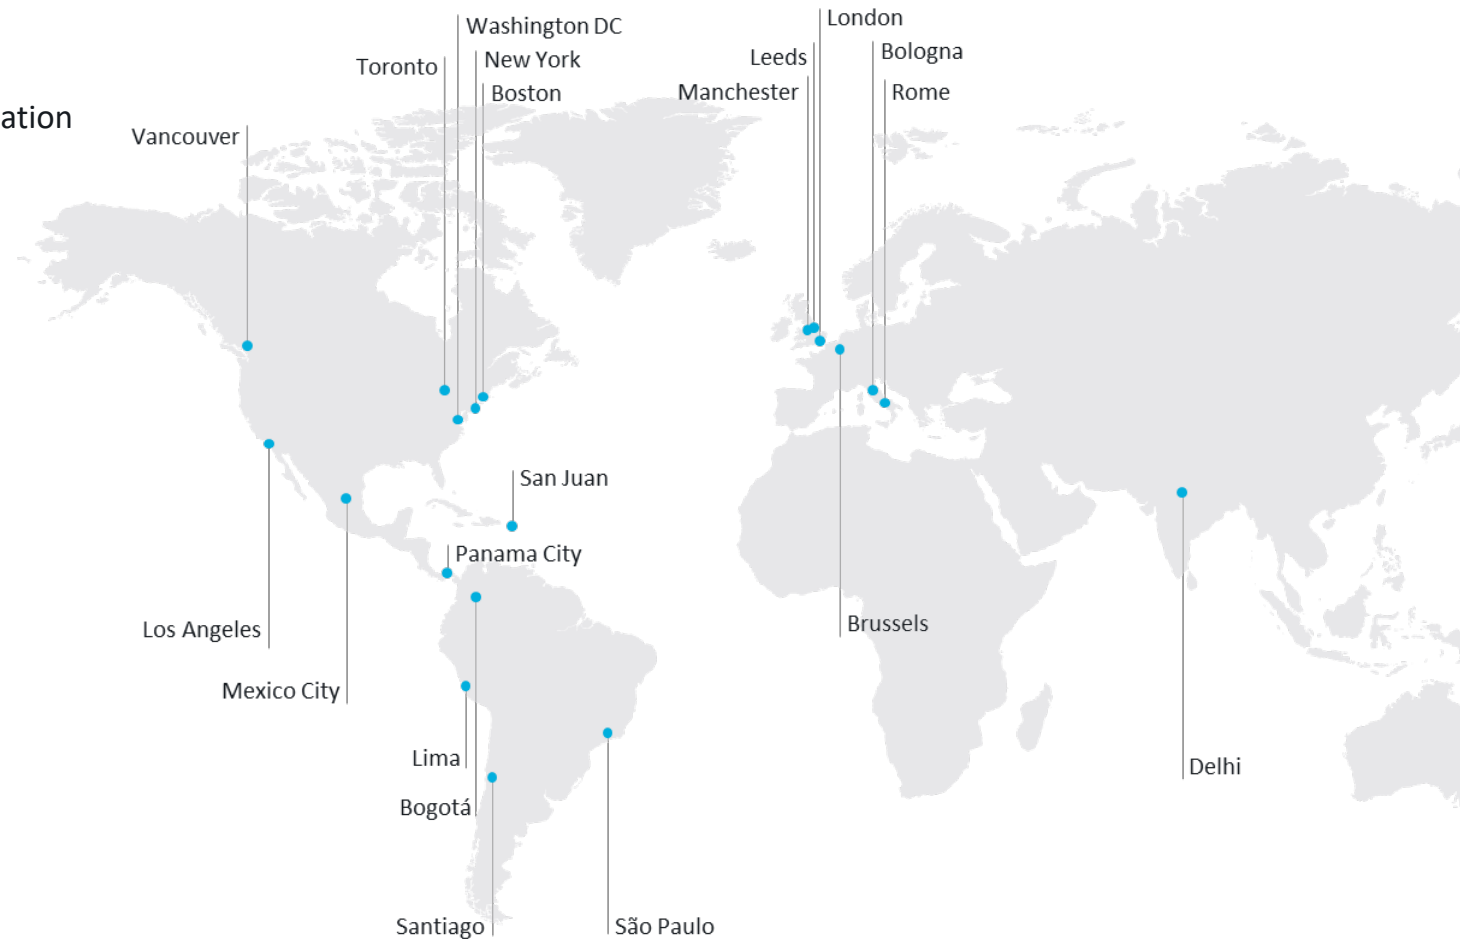 ation
Washington DC
London
New York
Bologna
Toronto
Leeds
Boston
Manchester
Rome
Vancouver
San Juan
Panama City
Los Angeles
Brussels
Mexico City
Lima
Delhi
Bogotá
Santiago
São Paulo